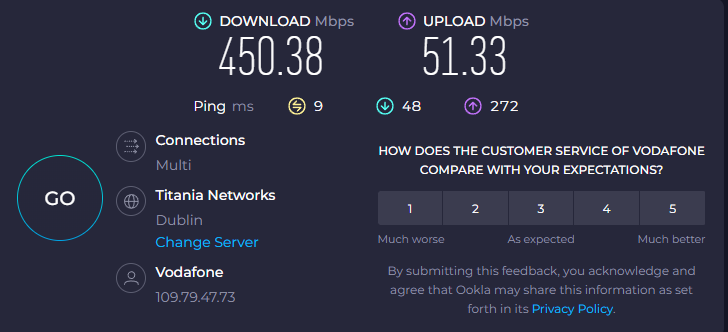 DOWNLOAD Mbps
UPLOAD Mbps
450.38
51.33
Ping ms 9 48 272
Connections
Multi
GO
Titania Networks
Dublin
Change Server
Vodafone
109.79.47.73
HOW DOES THE CUSTOMER SERVICE OF VODAFONE
COMPARE WITH YOUR EXPECTATIONS?
1 2 3 4 5
Much worse As expected Much better
By submitting this feedback, you acknowledge and
agree that Ookla may share this information as set
forth in its Privacy Policy.